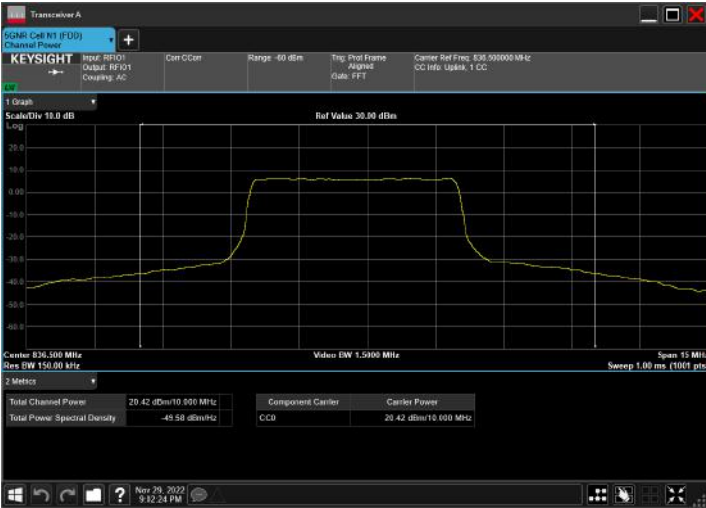 Transceiver A
5GNR Cell N1 (FDD)
Channel Power
+
KEYSIGHT
Input: RFIO1
Output: RFIO1
Coupling: AC
Corr CCorr
Range: -60 dBm
Trig: Prot Frame
Aligned
Gate: FFT
Carrier Ref Freq: 836.500000 MHz
CC Info: Uplink, 1 CC
1 Graph
Scale/Div 10.0 dB
Ref Value 30.00 dBm
Log
20.0
10.0
0.00
-10.0
-20.0
-30.0
-40.0
-50.0
-60.0
Center 836.500 MHz
Video BW 1.5000 MHz
Span 15 MHz
Res BW 150.00 kHz
Sweep 1.00 ms (1001 pts
2 Metrics
Total Channel Power 20.42 dBm/10.000 MHz
Total Power Spectral Density -49.58 dBm/Hz
Component Carrier Carrier Power
CC0 20.42 dBm/10.000 MHz
?
Nov 29, 2022
9:12:24 PM